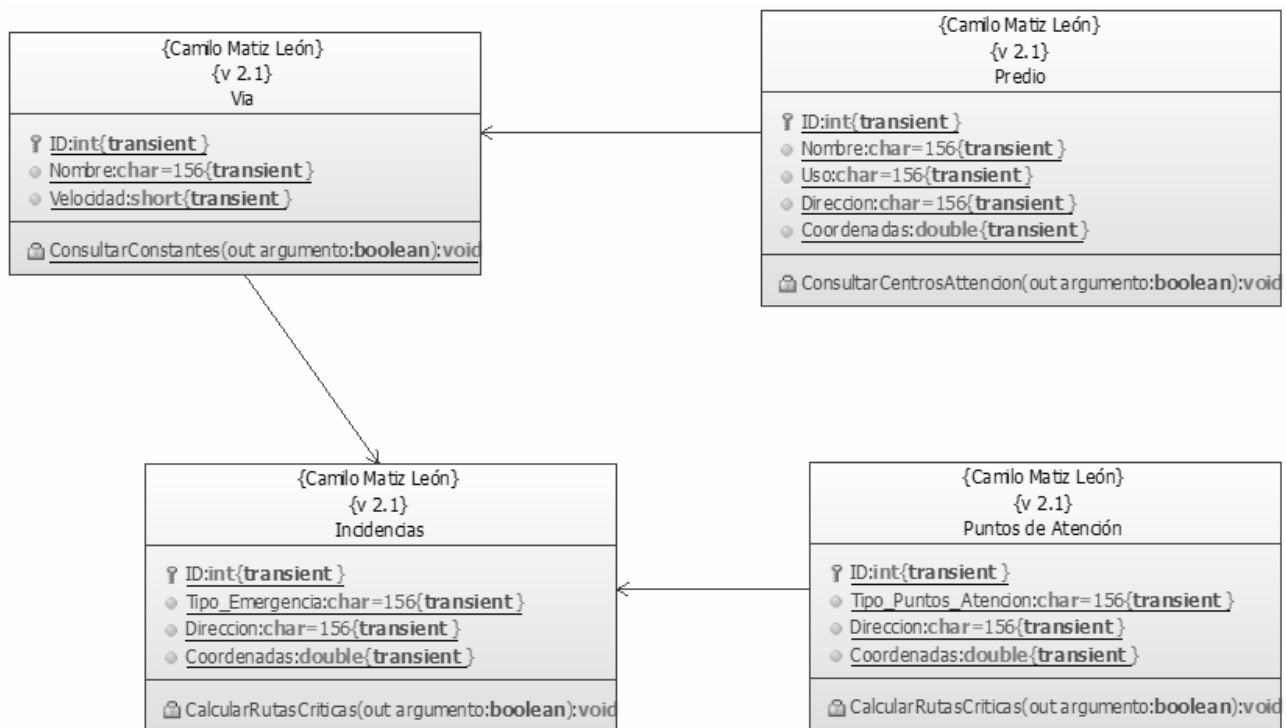 {Camilo Matiz León}
{v 2.1}
Via
ID:int{transient }
Nombre:char=156{transient }
Velocidad:short{transient }
ConsultarConstantes(out argumento:boolean):void
{Camilo Matiz León}
{v 2.1}
Predio
ID:int{transient }
Nombre:char=156{transient }
Uso:char=156{transient }
Direccion:char=156{transient }
Coordenadas:double{transient }
ConsultarCentrosAttencion(out argumento:boolean):void
{Camilo Matiz León}
{v 2.1}
Incidencias
ID:int{transient }
Tipo_Emergencia:char=156{transient }
Direccion:char=156{transient }
Coordenadas:double{transient }
CalcularRutasCriticas(out argumento:boolean):void
{Camilo Matiz León}
{v 2.1}
Puntos de Atención
ID:int{transient }
Tipo_Puntos_Atencion:char=156{transient }
Direccion:char=156{transient }
Coordenadas:double{transient }
CalcularRutasCriticas(out argumento:boolean):void